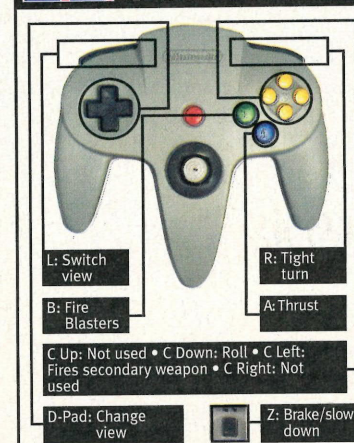 Nintendo
L: Switch
view
R: Tight
turn
B: Fire
Blasters
A: Thrust
C Up: Not used • C Down: Roll • C Left:
Fires secondary weapon • C Right: Not
used
D-Pad: Change
view
Z: Brake/slow
down